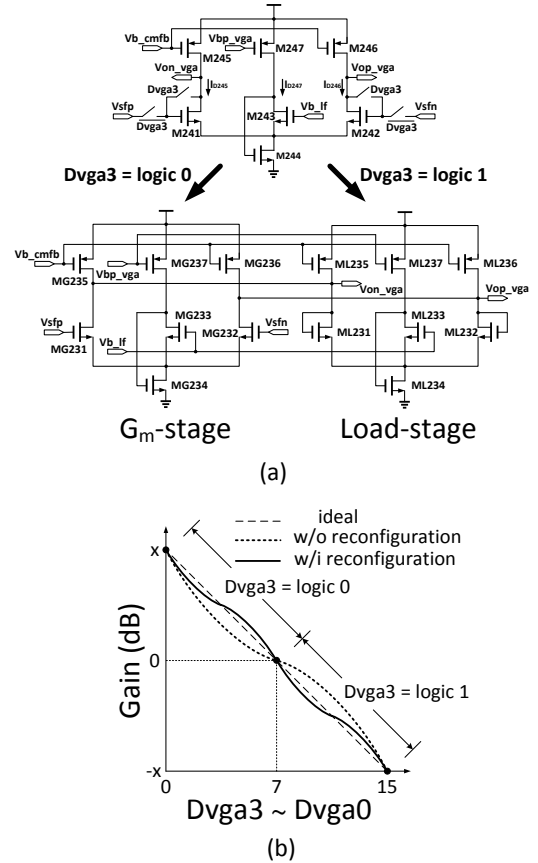 Vb_cmfb
Vbp_vga
M245
M247
M246
Von_vga
Vop_vga
ID245
ID247
ID246
Dvga3
Dvga3
Vsfp
Dvga3
M241
M243
Vb_lf
M242
Dvga3
Vsfn
M244
Dvga3 = logic 0
Dvga3 = logic 1
Vb_cmfb
MG235
Vbp_vga
MG237
MG236
ML235
ML237
ML236
Von_vga
Vop_vga
Vsfp
MG231
MG233
MG232
Vsfn
ML231
ML233
ML232
Vb_lf
MG234
ML234
Gm-stage
Load-stage
(a)
ideal
w/o reconfiguration
w/i reconfiguration
Dvga3 = logic 0
Dvga3 = logic 1
Gain (dB)
x
0
-x
0
7
15
Dvga3 ~ Dvga0
(b)